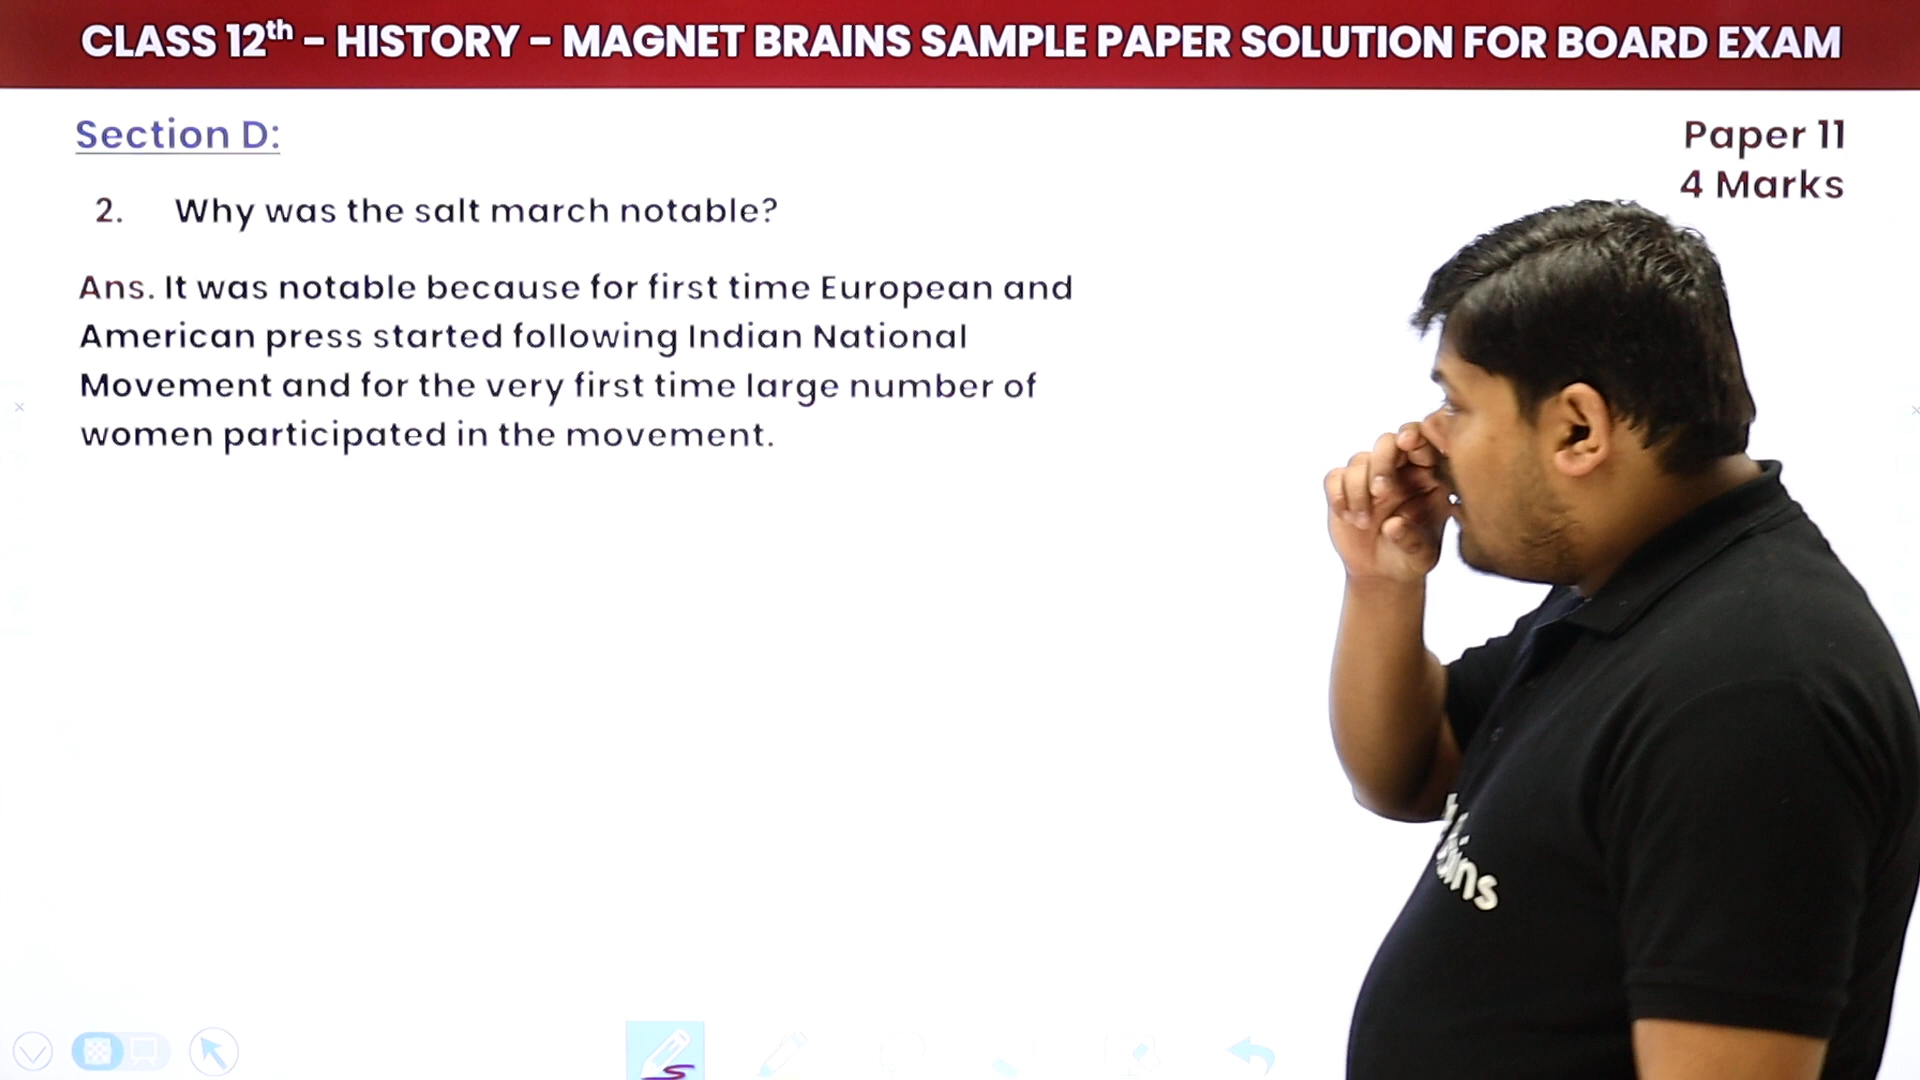 CLASS 12th - HISTORY - MAGNET BRAINS SAMPLE PAPER SOLUTION FOR BOARD EXAM
Section D:
Paper 11
4 Marks
2. Why was the salt march notable?
Ans. It was notable because for first time European and
American press started following Indian National
Movement and for the very first time large number of
women participated in the movement.